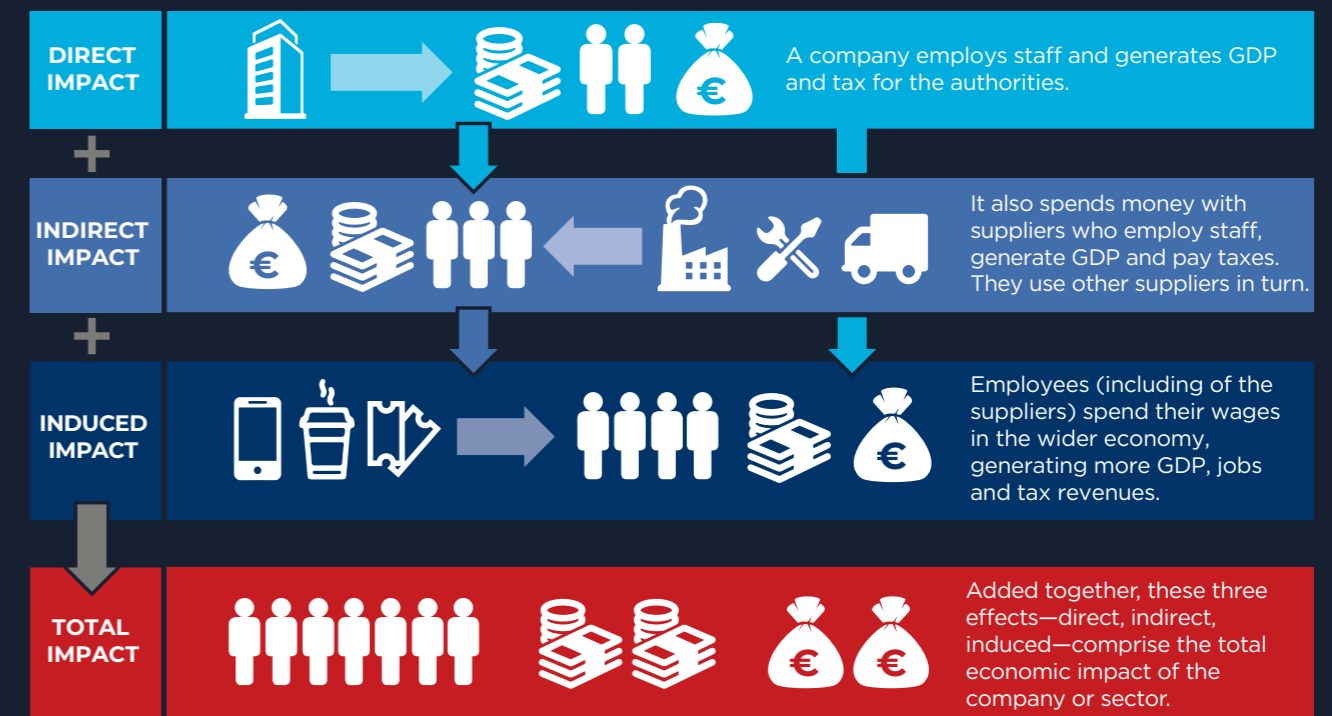 DIRECT
IMPACT
€
A company employs staff and generates GDP
and tax for the authorities.
+
INDIRECT
IMPACT
€
It also spends money with
suppliers who employ staff,
generate GDP and pay taxes.
They use other suppliers in turn.
+
INDUCED
IMPACT
€
Employees (including of the
suppliers) spend their wages
in the wider economy,
generating more GDP, jobs
and tax revenues.
TOTAL
IMPACT
€ €
Added together, these three
effects—direct, indirect,
induced—comprise the total
economic impact of the
company or sector.